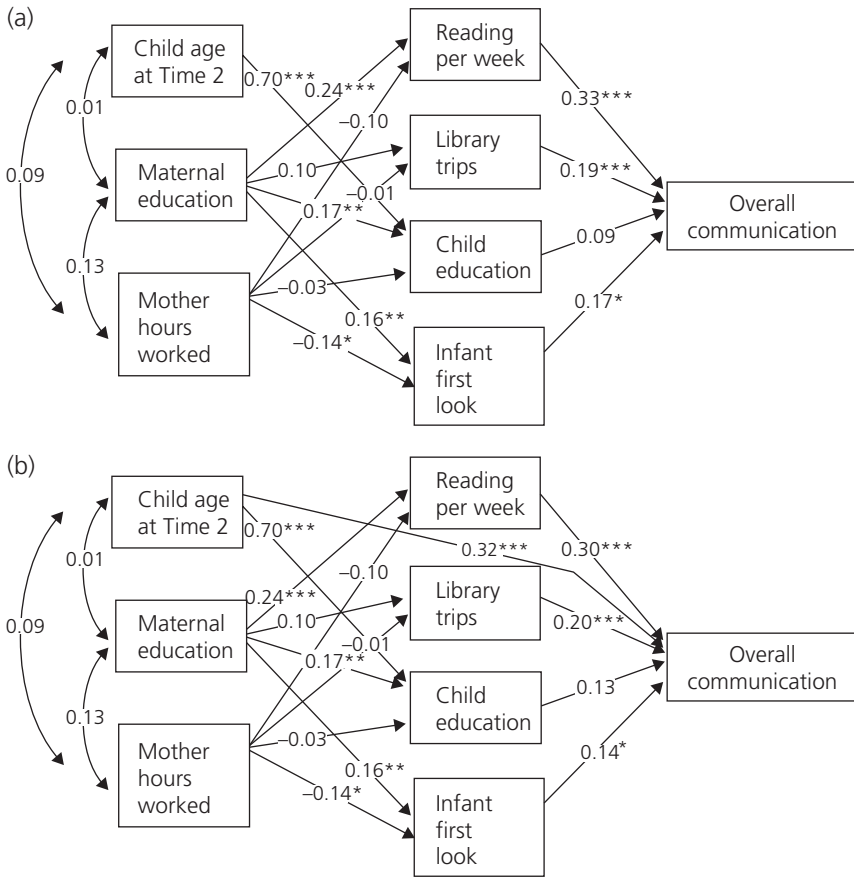 (a)
Child age
at Time 2
Maternal
education
Mother
hours
worked
Reading
per week
Library
trips
Child
education
Infant
first
look
Overall
communication
0.09
0.01
0.13
0.70***
0.24***
–0.10
0.10
–0.01
0.17**
–0.03
0.16**
–0.14*
0.33***
0.19***
0.09
0.17*
(b)
Child age
at Time 2
Maternal
education
Mother
hours
worked
Reading
per week
Library
trips
Child
education
Infant
first
look
Overall
communication
0.09
0.01
0.13
0.70***
0.32***
0.24***
–0.10
0.10
–0.01
0.17**
–0.03
0.16**
–0.14*
0.30***
0.20***
0.13
0.14*